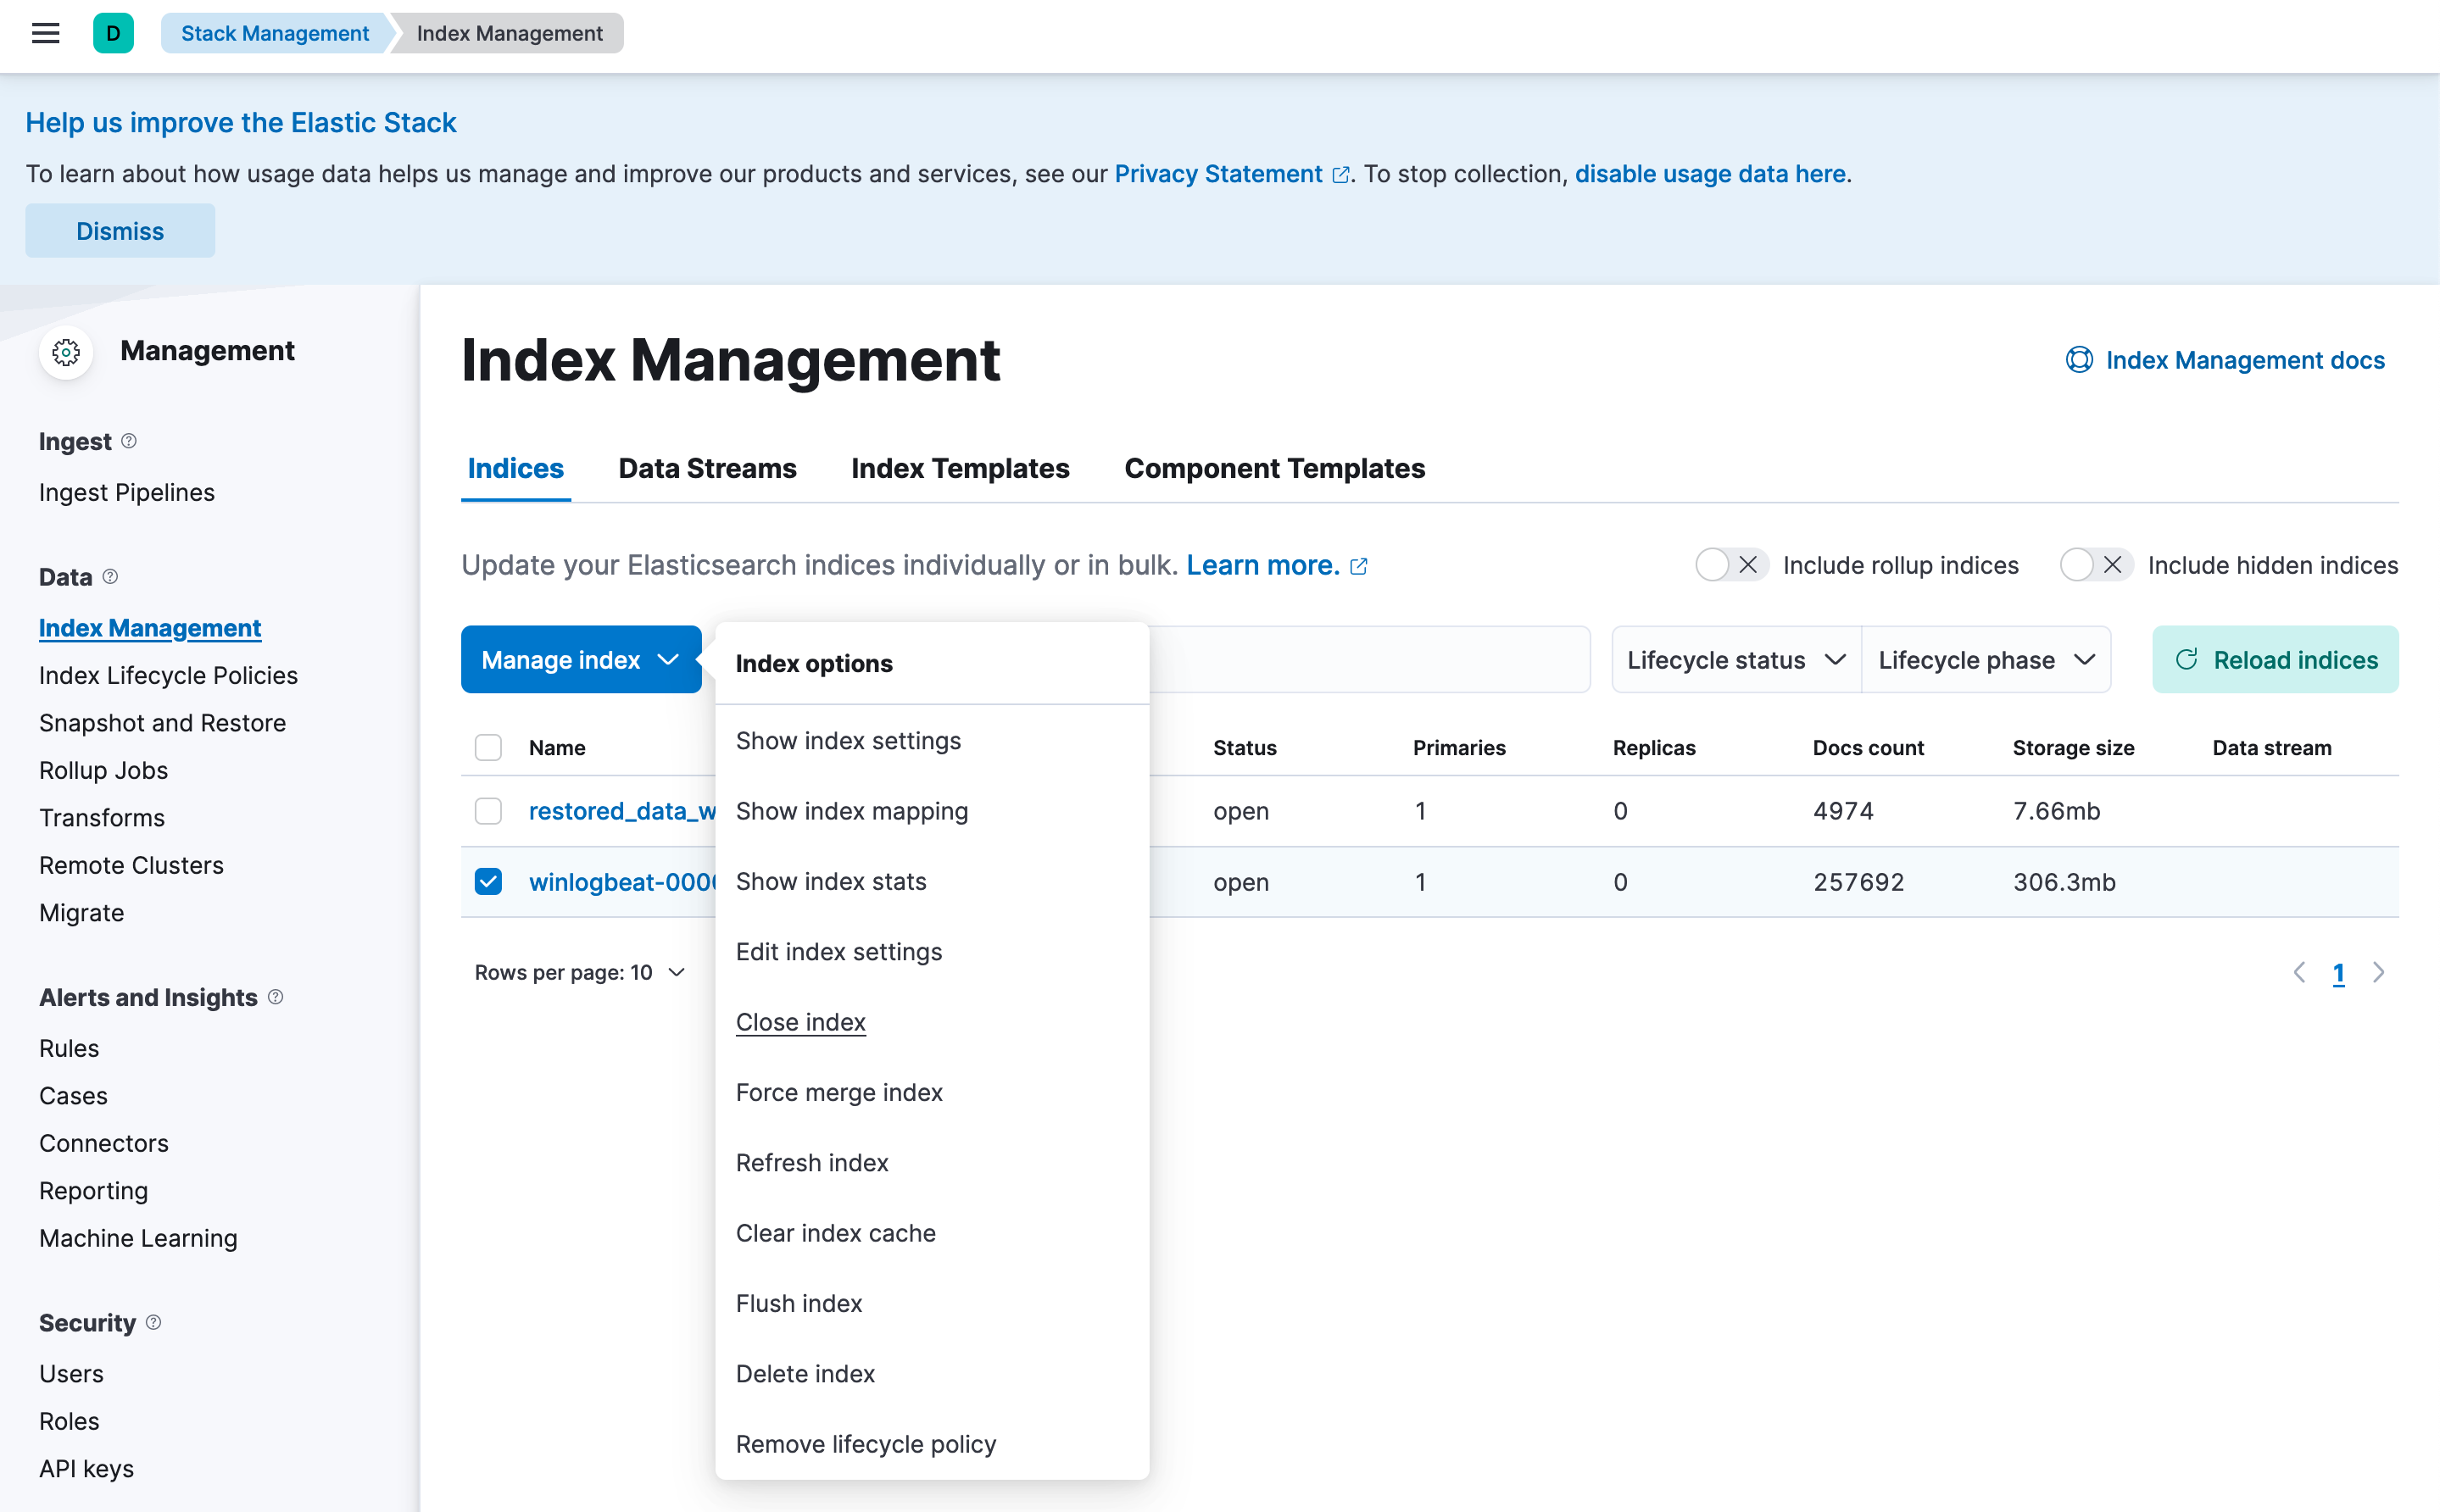 D
Stack Management
Index Management
Help us improve the Elastic Stack
To learn about how usage data helps us manage and improve our products and services, see our Privacy Statement. To stop collection, disable usage data here.
Dismiss
Management
Ingest
Ingest Pipelines
Data
Index Management
Index Lifecycle Policies
Snapshot and Restore
Rollup Jobs
Transforms
Remote Clusters
Migrate
Alerts and Insights
Rules
Cases
Connectors
Reporting
Machine Learning
Security
Users
Roles
API keys
Index Management
Index Management docs
Indices
Data Streams
Index Templates
Component Templates
Update your Elasticsearch indices individually or in bulk. Learn more.
Include rollup indices
Include hidden indices
Manage index
Lifecycle status
Lifecycle phase
Reload indices
Name Status Primaries Replicas Docs count Storage size Data stream
restored_data_w open 1 0 4974 7.66mb
winlogbeat-000 open 1 0 257692 306.3mb
Rows per page: 10
1
Index options
Show index settings
Show index mapping
Show index stats
Edit index settings
Close index
Force merge index
Refresh index
Clear index cache
Flush index
Delete index
Remove lifecycle policy